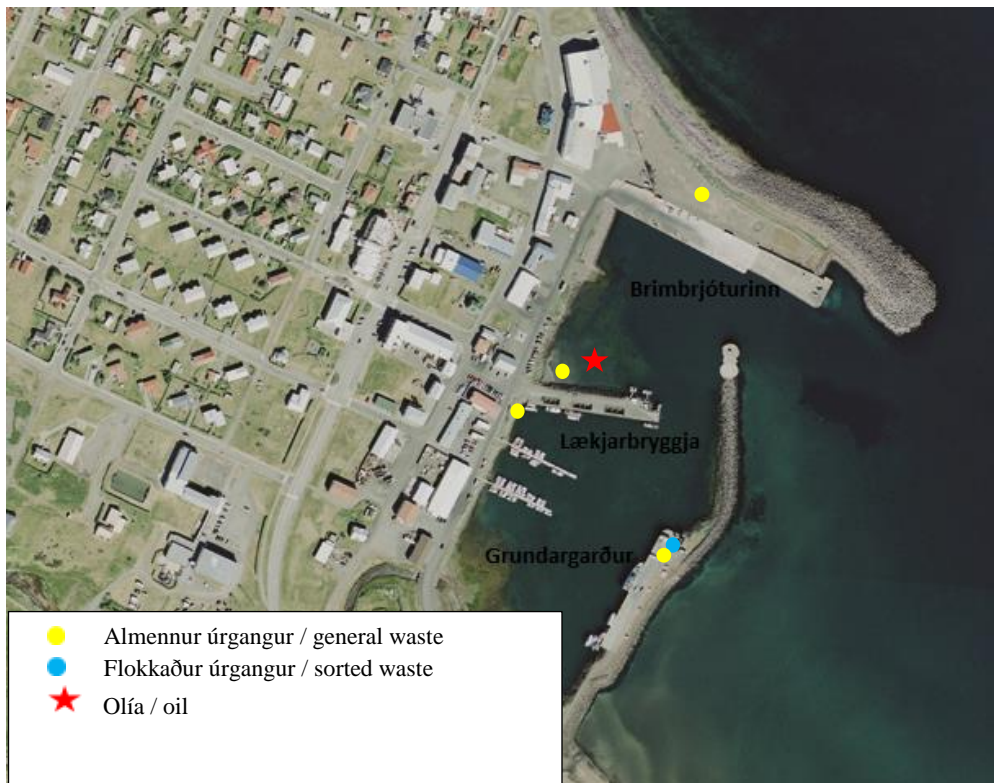 Brimbrjóturinn
Lækjarbryggja
Grundargarður
Almennur úrgangur / general waste
Flokkaður úrgangur / sorted waste
Olía / oil